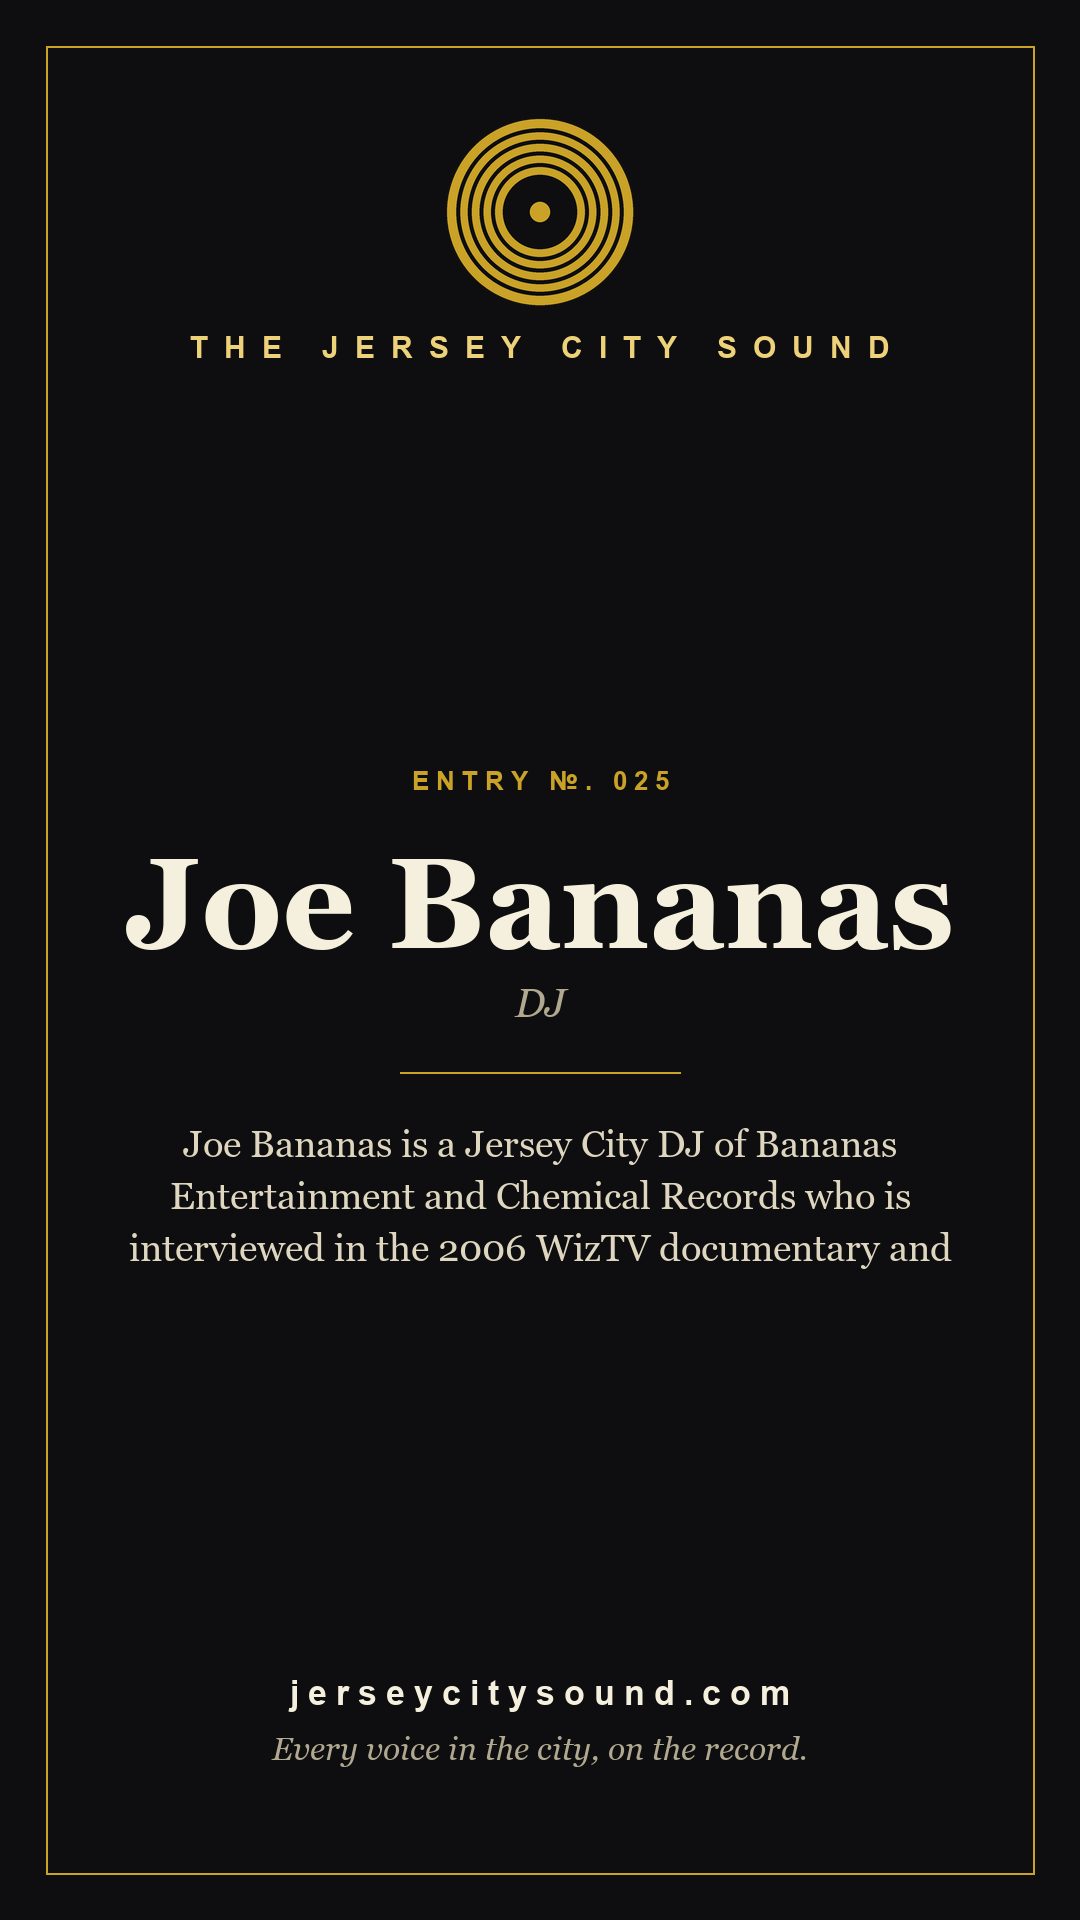 THE JERSEY CITY SOUND
ENTRY №. 025
Joe Bananas
DJ
Joe Bananas is a Jersey City DJ of Bananas
Entertainment and Chemical Records who is
interviewed in the 2006 WizTV documentary and
jerseycitysound.com
Every voice in the city, on the record.